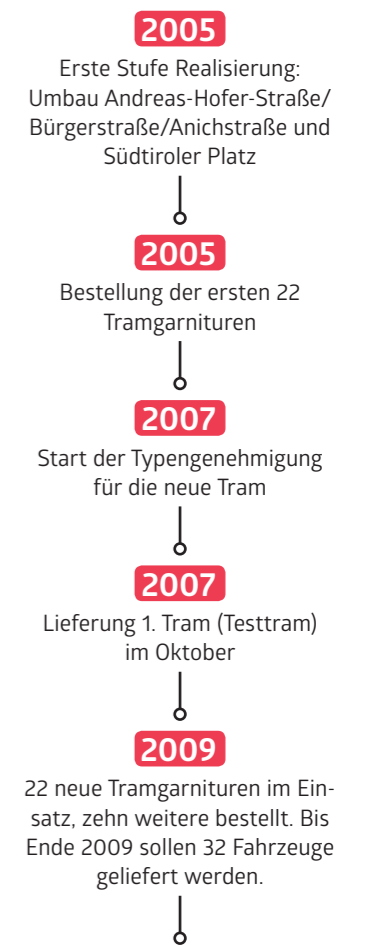 2005
Erste Stufe Realisierung:
Umbau Andreas-Hofer-Straße/
Bürgerstraße/Anichstraße und
Südtiroler Platz
2005
Bestellung der ersten 22
Tramgarnituren
2007
Start der Typengenehmigung
für die neue Tram
2007
Lieferung 1. Tram (Testtram)
im Oktober
2009
22 neue Tramgarnituren im Ein-
satz, zehn weitere bestellt. Bis
Ende 2009 sollen 32 Fahrzeuge
geliefert werden.